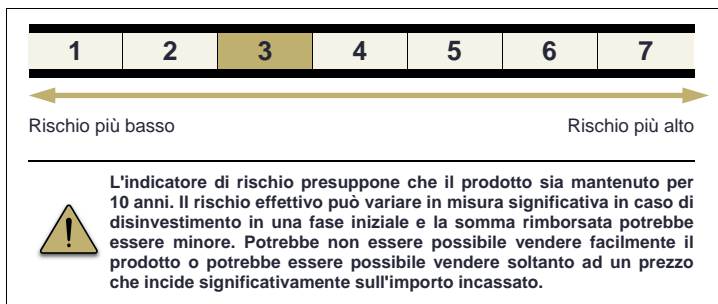 1 2 3 4 5 6 7
Rischio più basso Rischio più alto
L'indicatore di rischio presuppone che il prodotto sia mantenuto per
10 anni. Il rischio effettivo può variare in misura significativa in caso di
disinvestimento in una fase iniziale e la somma rimborsata potrebbe
essere minore. Potrebbe non essere possibile vendere facilmente il
prodotto o potrebbe essere possibile vendere soltanto ad un prezzo
che incide significativamente sull'importo incassato.